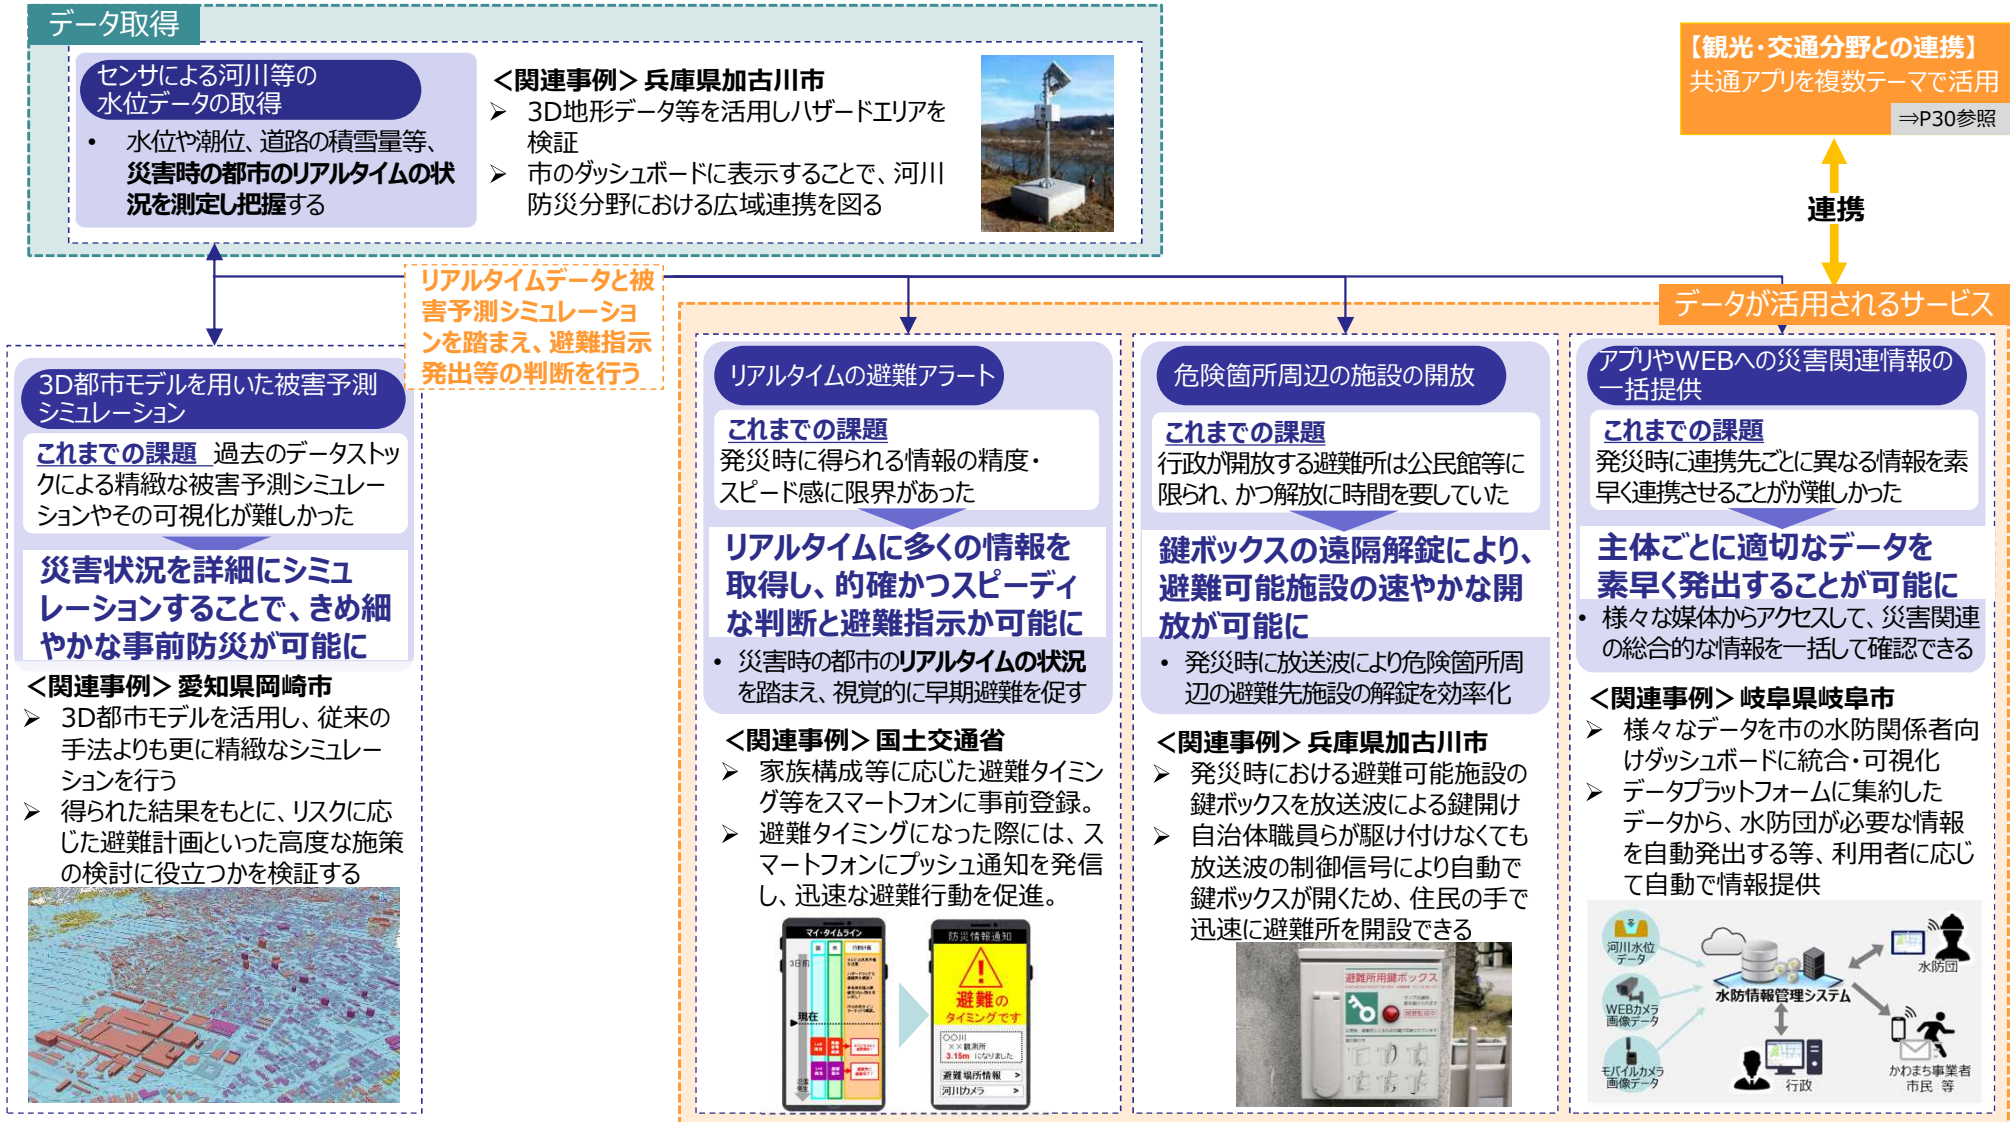 データ取得
センサによる河川等の
水位データの取得
• 水位や潮位、道路の積雪量等、
災害時の都市のリアルタイムの状
況を測定し把握する
<関連事例> 兵庫県加古川市
➢ 3D地形データ等を活用しハザードエリアを
検証
➢ 市のダッシュボードに表示することで、河川
防災分野における広域連携を図る
【観光・交通分野との連携】
共通アプリを複数テーマで活用
⇒P30参照
連携
リアルタイムデータと被
害予測シミュレーショ
ンを踏まえ、避難指示
発出等の判断を行う
データが活用されるサービス
3D都市モデルを用いた被害予測
シミュレーション
これまでの課題 過去のデータストッ
クによる精緻な被害予測シミュレー
ションやその可視化が難しかった
災害状況を詳細にシミュ
レーションすることで、きめ細
やかな事前防災が可能に
<関連事例> 愛知県岡崎市
➢ 3D都市モデルを活用し、従来の
手法よりも更に精緻なシミュレー
ションを行う
➢ 得られた結果をもとに、リスクに応
じた避難計画といった高度な施策
の検討に役立つかを検証する
リアルタイムの避難アラート
これまでの課題
発災時に得られる情報の精度・
スピード感に限界があった
リアルタイムに多くの情報を
取得し、的確かつスピーディ
な判断と避難指示か可能に
• 災害時の都市のリアルタイムの状況
を踏まえ、視覚的に早期避難を促す
<関連事例> 国土交通省
➢ 家族構成等に応じた避難タイミン
グ等をスマートフォンに事前登録。
➢ 避難タイミングになった際には、ス
マートフォンにプッシュ通知を発信
し、迅速な避難行動を促進。
マイ・タイムライン
国
市
行動計画
3日前
現在
防災情報通知
避難の
タイミングです
〇〇川
××観測所
3.15m になりました
避難場所情報 >
河川カメラ >
危険箇所周辺の施設の開放
これまでの課題
行政が開放する避難所は公民館等に
限られ、かつ解放に時間を要していた
鍵ボックスの遠隔解錠により、
避難可能施設の速やかな開
放が可能に
• 発災時に放送波により危険箇所周
辺の避難先施設の解錠を効率化
<関連事例> 兵庫県加古川市
➢ 発災時における避難可能施設の
鍵ボックスを放送波による鍵開け
➢ 自治体職員らが駆け付けなくても
放送波の制御信号により自動で
鍵ボックスが開くため、住民の手で
迅速に避難所を開設できる
避難所用鍵ボックス
アプリやWEBへの災害関連情報の
一括提供
これまでの課題
発災時に連携先ごとに異なる情報を素
早く連携させることがが難しかった
主体ごとに適切なデータを
素早く発出することが可能に
• 様々な媒体からアクセスして、災害関連
の総合的な情報を一括して確認できる
<関連事例> 岐阜県岐阜市
➢ 様々なデータを市の水防関係者向
けダッシュボードに統合・可視化
➢ データプラットフォームに集約した
データから、水防団が必要な情報
を自動発出する等、利用者に応じ
て自動で情報提供
河川水位
データ
WEBカメラ
画像データ
モバイルカメラ
画像データ
水防情報管理システム
水防団
行政
かわまち事業者
市民 等